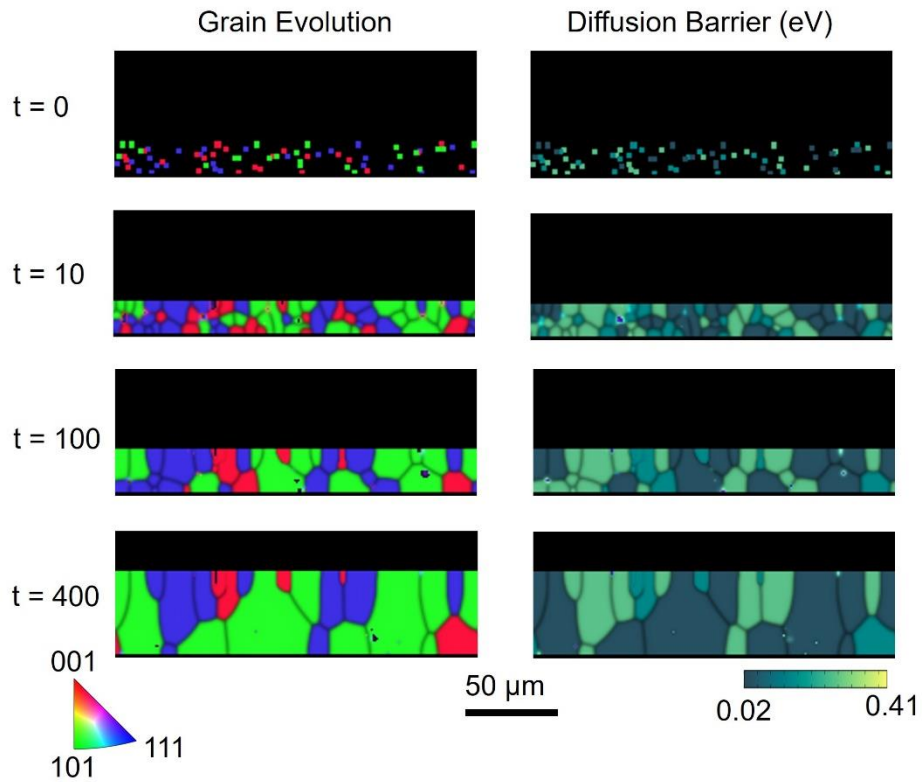 Grain Evolution
Diffusion Barrier (eV)
t = 0
t = 10
t = 100
t = 400
001
111
101
50 μm
0.02
0.41